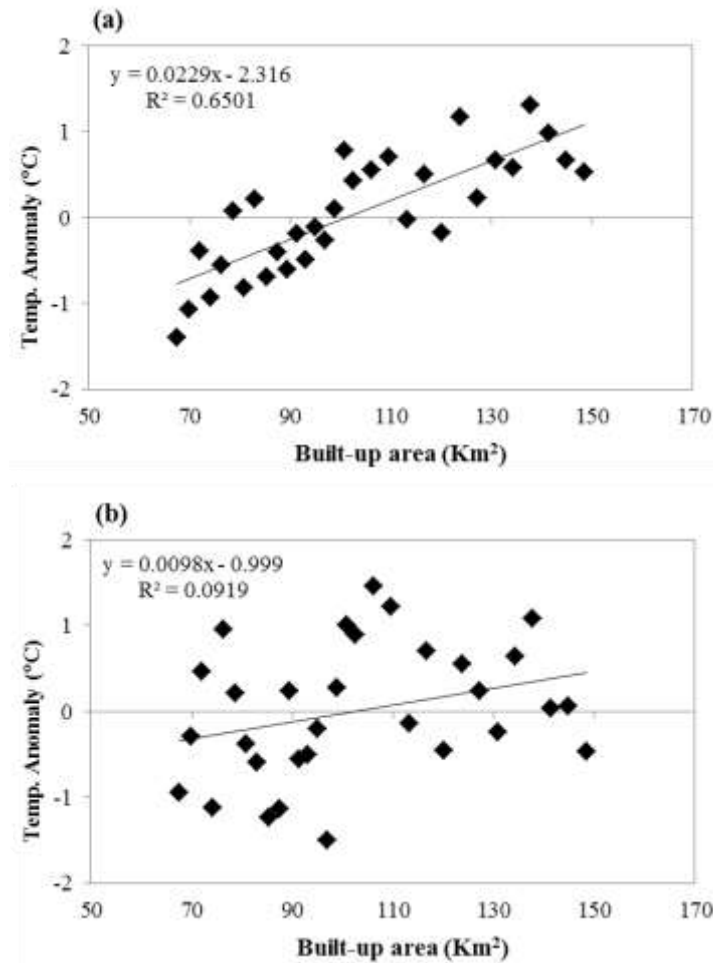 (a)
2
y = 0.0229x - 2.316
R² = 0.6501
1
0
-1
-2
Temp. Anomaly (°C)
50 70 90 110 130 150 170
Built-up area (Km²)
(b)
2
y = 0.0098x - 0.999
R² = 0.0919
1
0
-1
-2
Temp. Anomaly (°C)
50 70 90 110 130 150 170
Built-up area (Km²)